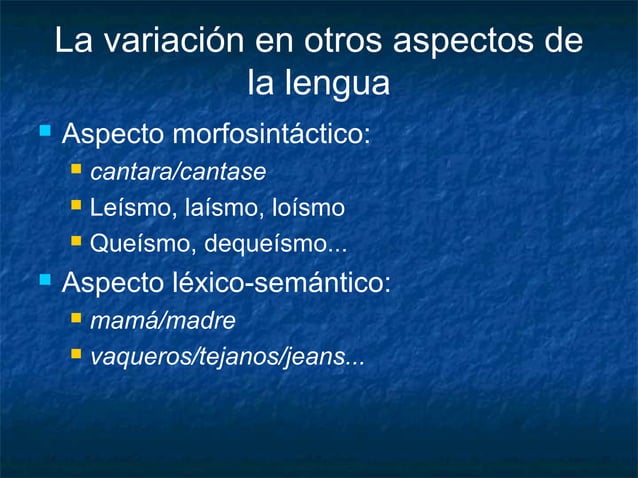 La variación en otros aspectos de
la lengua
Aspecto morfosintáctico:
cantara/cantase
Leísmo, laísmo, loísmo
Queísmo, dequeísmo...
Aspecto léxico-semántico:
mamá/madre
vaqueros/tejanos/jeans...